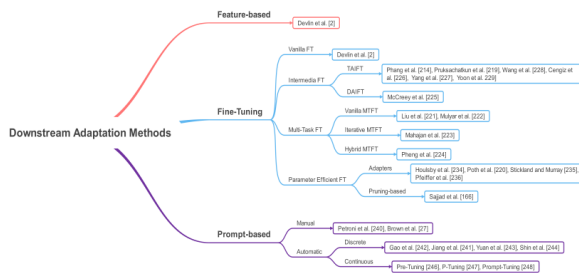 Feature-based
Devlin et al. [2]
Vanilla FT
Devlin et al. [2]
TAIFT
Phang et al. [214], Pruksachatkun et al. [219], Wang et al. [228], Cengiz et
al. [226], Yang et al. [227], Yoon et al. 229]
Intermedia FT
DAIFT
McCreey et al. [225]
Vanilla MTFT
Liu et al. [221], Mulyar et al. [222]
Downstream Adaptation Methods
Fine-Tuning
Multi-Task FT
Iterative MTFT
Mahajan et al. [223]
Hybrid MTFT
Pheng et al. [224]
Adapters
Houlsby et al. [234], Poth et al. [220], Stickland and Murray [235],
Pfeiffer et al. [236]
Parameter Efficient FT
Pruning-based
Sajjad et al. [166]
Manual
Petroni et al. [240], Brown et al. [27]
Prompt-based
Discrete
Gao et al. [242], Jiang et al. [241], Yuan et al. [243], Shin et al. [244]
Automatic
Continuous
Pre-Tuning [246], P-Tuning [247], Prompt-Tuning [248]